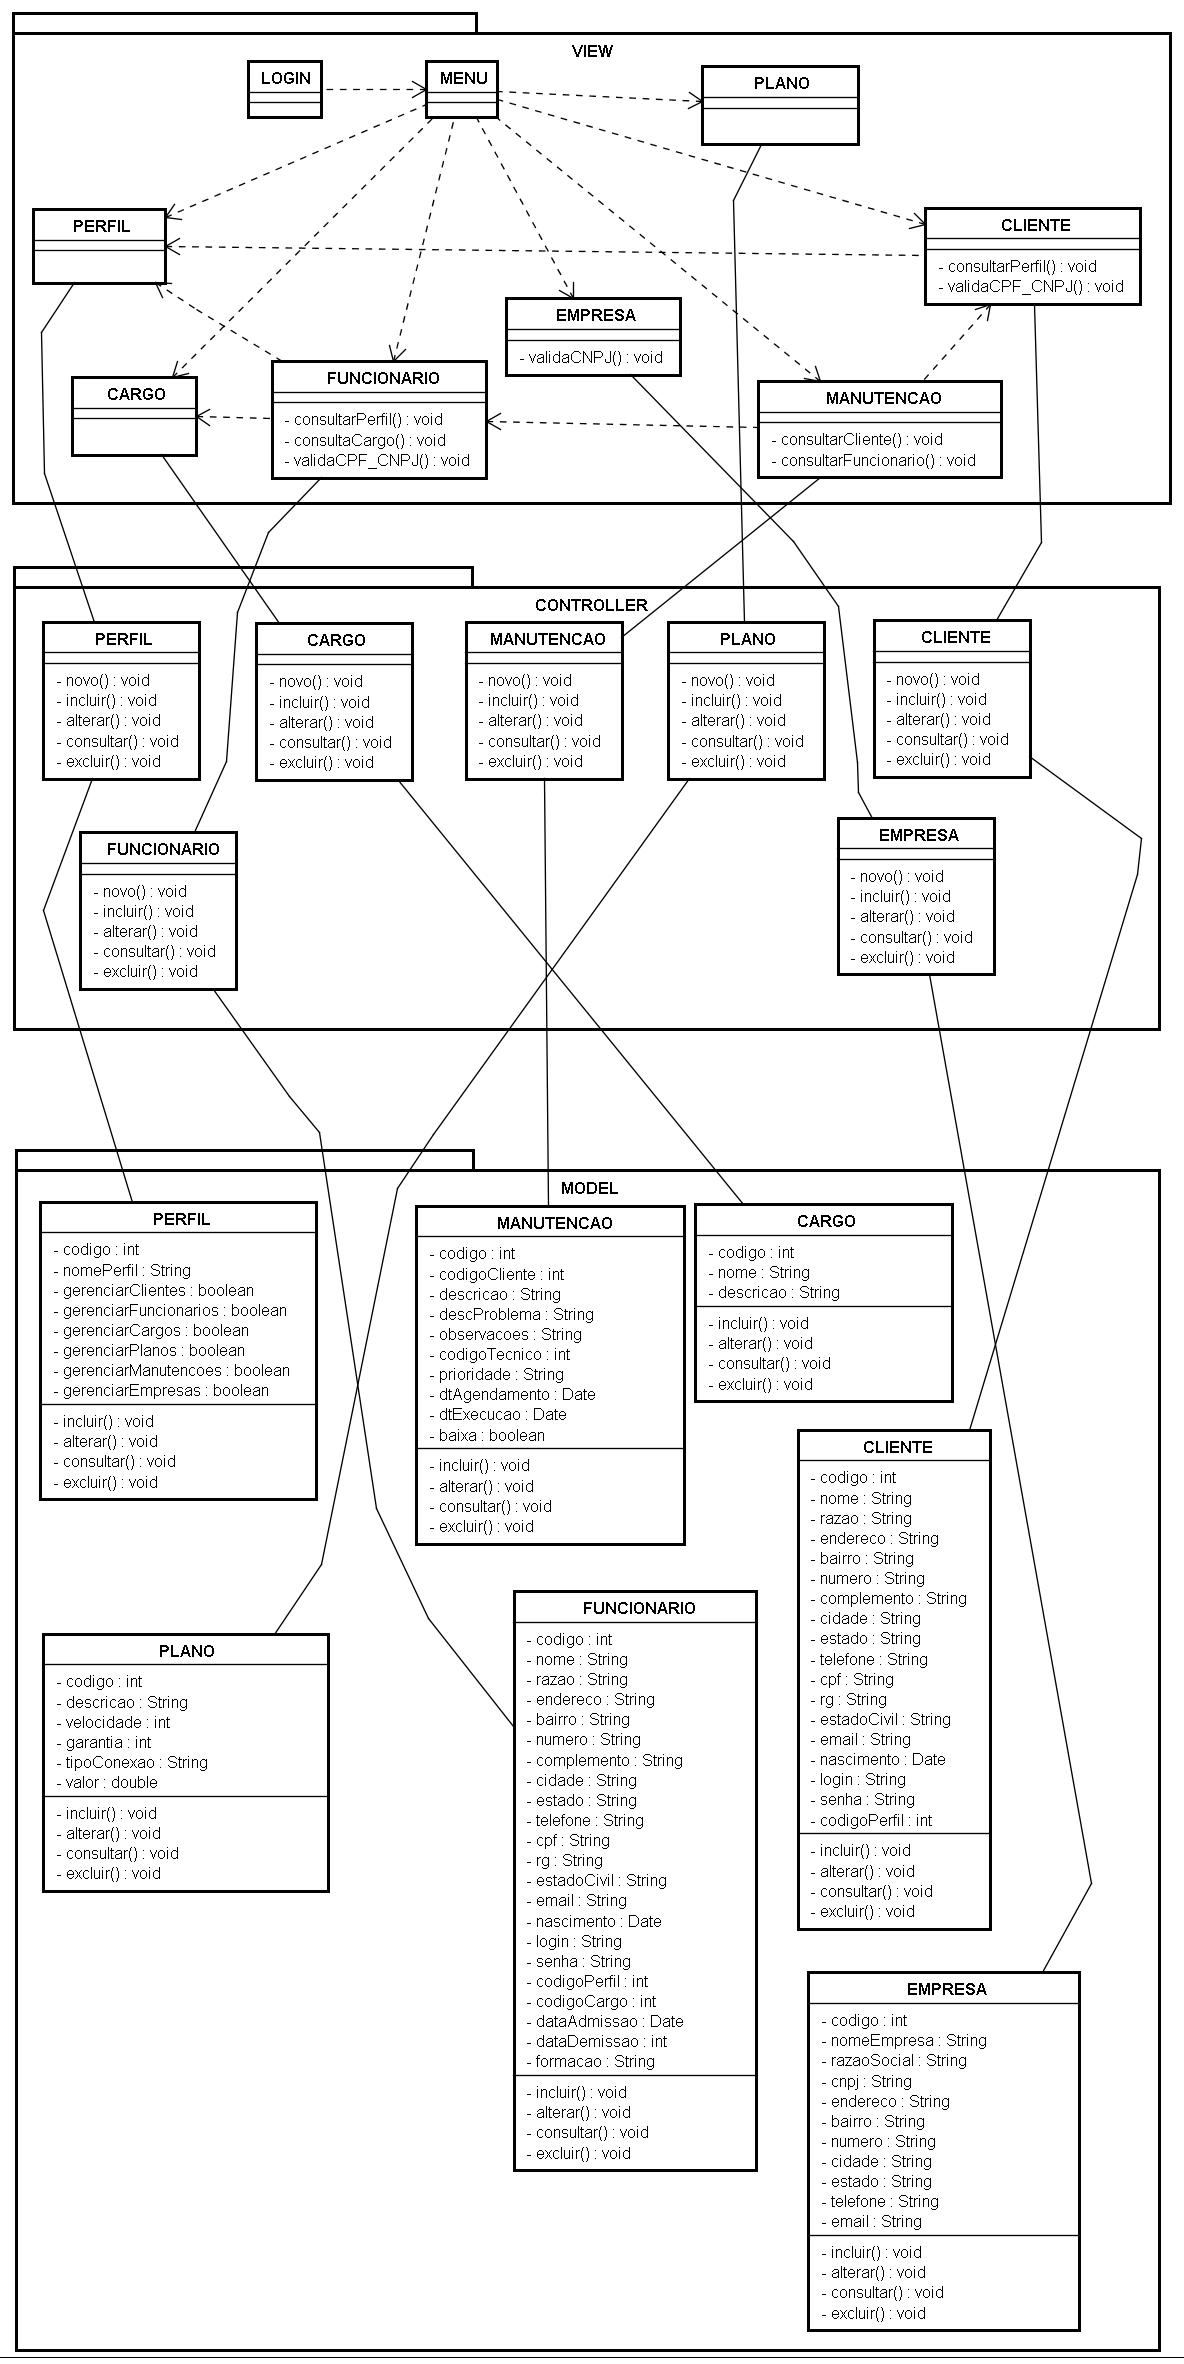 VIEW
LOGIN
MENU
PLANO
PERFIL
CLIENTE
- consultarPerfil() : void
- validaCPF_CNPJ() : void
EMPRESA
- validaCNPJ() : void
CARGO
FUNCIONARIO
- consultarPerfil() : void
- consultaCargo() : void
- validaCPF_CNPJ() : void
MANUTENCAO
- consultarCliente() : void
- consultarFuncionario() : void
CONTROLLER
PERFIL
- novo() : void
- incluir() : void
- alterar() : void
- consultar() : void
- excluir() : void
CARGO
- novo() : void
- incluir() : void
- alterar() : void
- consultar() : void
- excluir() : void
MANUTENCAO
- novo() : void
- incluir() : void
- alterar() : void
- consultar() : void
- excluir() : void
PLANO
- novo() : void
- incluir() : void
- alterar() : void
- consultar() : void
- excluir() : void
CLIENTE
- novo() : void
- incluir() : void
- alterar() : void
- consultar() : void
- excluir() : void
FUNCIONARIO
- novo() : void
- incluir() : void
- alterar() : void
- consultar() : void
- excluir() : void
EMPRESA
- novo() : void
- incluir() : void
- alterar() : void
- consultar() : void
- excluir() : void
MODEL
PERFIL
- codigo : int
- nomePerfil : String
- gerenciarClientes : boolean
- gerenciarFuncionarios : boolean
- gerenciarCargos : boolean
- gerenciarPlanos : boolean
- gerenciarManutencoes : boolean
- gerenciarEmpresas : boolean
- incluir() : void
- alterar() : void
- consultar() : void
- excluir() : void
MANUTENCAO
- codigo : int
- codigoCliente : int
- descricao : String
- descProblema : String
- observacoes : String
- codigoTecnico : int
- prioridade : String
- dtAgendamento : Date
- dtExecucao : Date
- baixa : boolean
- incluir() : void
- alterar() : void
- consultar() : void
- excluir() : void
CARGO
- codigo : int
- nome : String
- descricao : String
- incluir() : void
- alterar() : void
- consultar() : void
- excluir() : void
CLIENTE
- codigo : int
- nome : String
- razao : String
- endereco : String
- bairro : String
- numero : String
- complemento : String
- cidade : String
- estado : String
- telefone : String
- cpf : String
- rg : String
- estadoCivil : String
- email : String
- nascimento : Date
- login : String
- senha : String
- codigoPerfil : int
- incluir() : void
- alterar() : void
- consultar() : void
- excluir() : void
PLANO
- codigo : int
- descricao : String
- velocidade : int
- garantia : int
- tipoConexao : String
- valor : double
- incluir() : void
- alterar() : void
- consultar() : void
- excluir() : void
FUNCIONARIO
- codigo : int
- nome : String
- razao : String
- endereco : String
- bairro : String
- numero : String
- complemento : String
- cidade : String
- estado : String
- telefone : String
- cpf : String
- rg : String
- estadoCivil : String
- email : String
- nascimento : Date
- login : String
- senha : String
- codigoPerfil : int
- codigoCargo : int
- dataAdmissao : Date
- dataDemissao : int
- formacao : String
- incluir() : void
- alterar() : void
- consultar() : void
- excluir() : void
EMPRESA
- codigo : int
- nomeEmpresa : String
- razaoSocial : String
- cnpj : String
- endereco : String
- bairro : String
- numero : String
- cidade : String
- estado : String
- telefone : String
- email : String
- incluir() : void
- alterar() : void
- consultar() : void
- excluir() : void